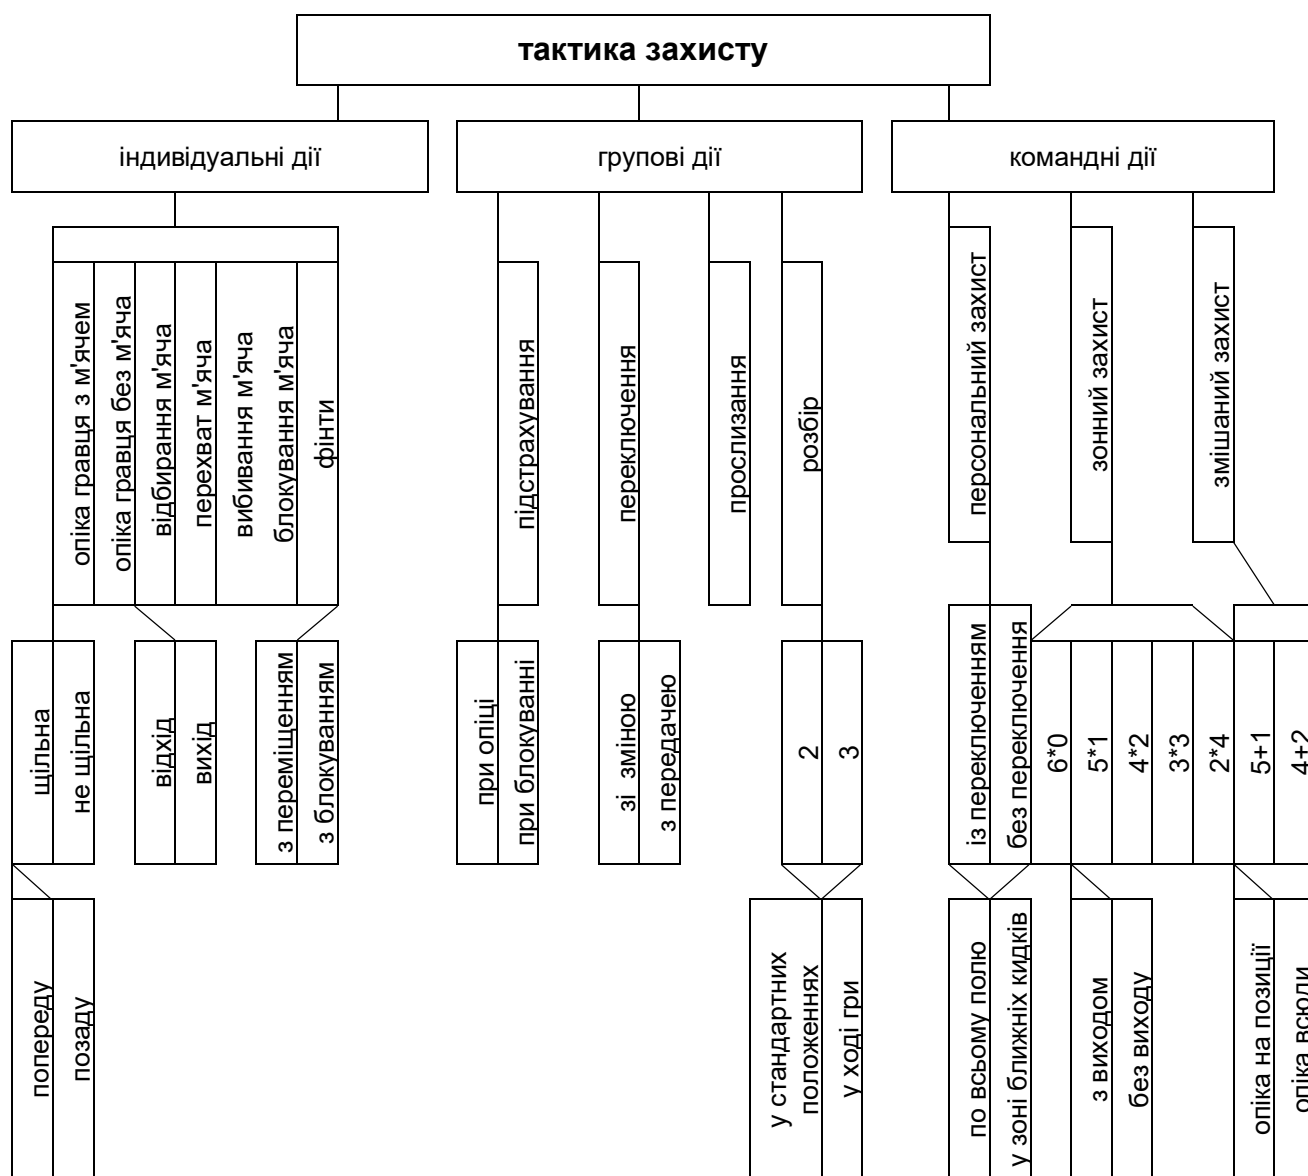 тактика захисту
індивідуальні дії
групові дії
командні дії
опіка гравця з м'ячем
опіка гравця без м'яча
відбирання м'яча
перехват м'яча
вибивання м'яча
блокування м'яча
фінти
підстрахування
переключення
прослизання
розбір
персональний захист
зонний захист
змішаний захист
щільна
не щільна
відхід
вихід
з переміщенням
з блокуванням
при опіці
при блокуванні
зі зміною
з передачею
2
3
із переключенням
без переключення
6*0
5*1
4*2
3*3
2*4
5+1
4+2
попереду
позаду
у стандартних
положеннях
у ході гри
по всьому полю
у зоні ближніх кидків
з виходом
без виходу
опіка на позиції
опіка всюди